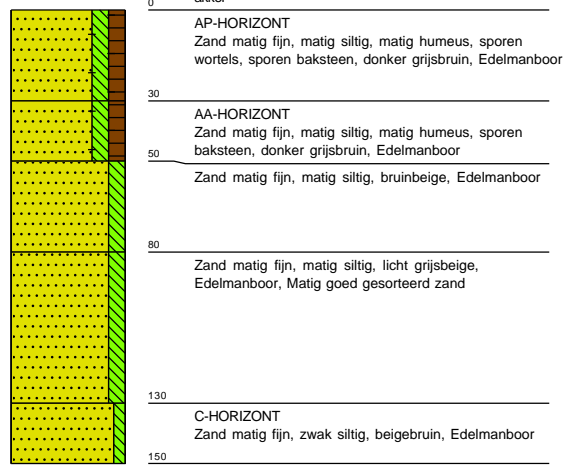 0 akker
AP-HORIZONT
Zand matig fijn, matig siltig, matig humeus, sporen
wortels, sporen baksteen, donker grijsbruin, Edelmanboor
30
AA-HORIZONT
Zand matig fijn, matig siltig, matig humeus, sporen
baksteen, donker grijsbruin, Edelmanboor
50
Zand matig fijn, matig siltig, bruinbeige, Edelmanboor
80
Zand matig fijn, matig siltig, licht grijsbeige,
Edelmanboor, Matig goed gesorteerd zand
130
C-HORIZONT
Zand matig fijn, zwak siltig, beigebruin, Edelmanboor
150